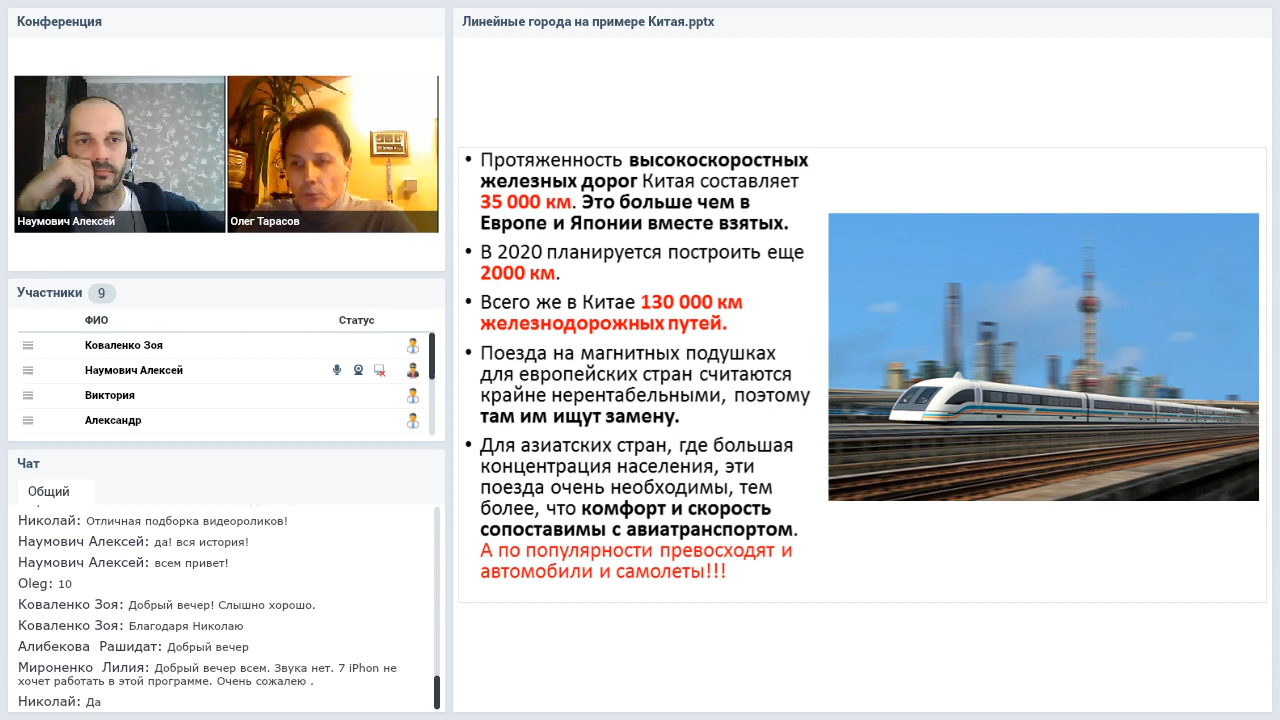 Конференция
Наумович Алексей
Олег Тарасов
Участники 9
ФИО Статус
Коваленко Зоя
Наумович Алексей
Виктория
Александр
Чат
Общий
Николай: Отличная подборка видеороликов!
Наумович Алексей: да! вся история!
Наумович Алексей: всем привет!
Oleg: 10
Коваленко Зоя: Добрый вечер! Слышно хорошо.
Коваленко Зоя: Благодаря Николаю
Алибекова Рашидат: Добрый вечер
Мироненко Лилия: Добрый вечер всем. Звука нет. 7 iPhon не
хочет работать в этой программе. Очень сожалею .
Николай: Да
Линейные города на примере Китая.pptx
• Протяженность высокоскоростных
железных дорог Китая составляет
35 000 км. Это больше чем в
Европе и Японии вместе взятых.
• В 2020 планируется построить еще
2000 км.
• Всего же в Китае 130 000 км
железнодорожных путей.
• Поезда на магнитных подушках
для европейских стран считаются
крайне нерентабельными, поэтому
там им ищут замену.
• Для азиатских стран, где большая
концентрация населения, эти
поезда очень необходимы, тем
более, что комфорт и скорость
сопоставимы с авиатранспортом.
А по популярности превосходят и
автомобили и самолеты!!!